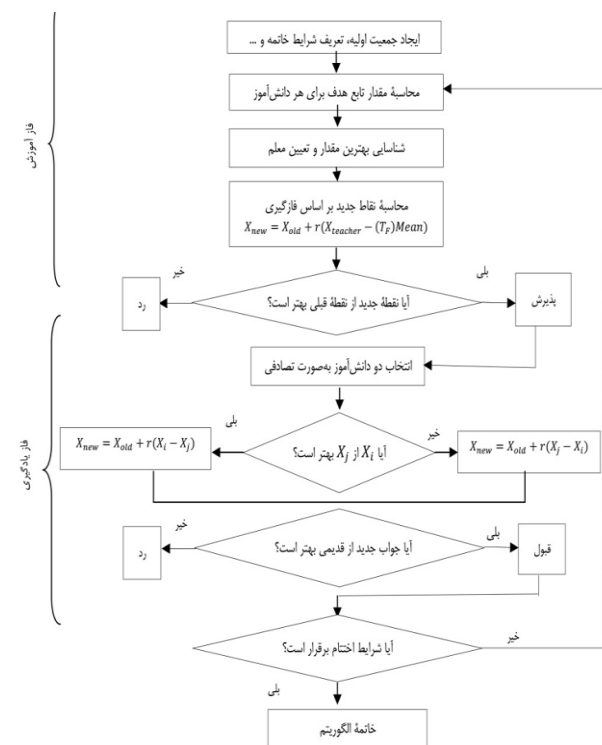 ایجاد جمعیت اولیه، تعریف شرایط خاتمه و ...
محاسبهٔ مقدار تابع هدف برای هر دانش‌آموز
شناسایی بهترین مقدار و تعیین معلم
محاسبهٔ نقاط جدید بر اساس فازگیری
X_new = X_old + r(X_teacher − (T_F)Mean)
فاز آموزش
خیر
بلی
رد
آیا نقطهٔ جدید از نقطهٔ قبلی بهتر است؟
پذیرش
انتخاب دو دانش‌آموز به‌صورت تصادفی
بلی
خیر
X_new = X_old + r(X_i − X_j)
آیا X_i از X_j بهتر است؟
X_new = X_old + r(X_j − X_i)
فاز یادگیری
خیر
بلی
رد
آیا جواب جدید از قدیمی بهتر است؟
قبول
آیا شرایط اختتام برقرار است؟
خیر
بلی
خاتمهٔ الگوریتم